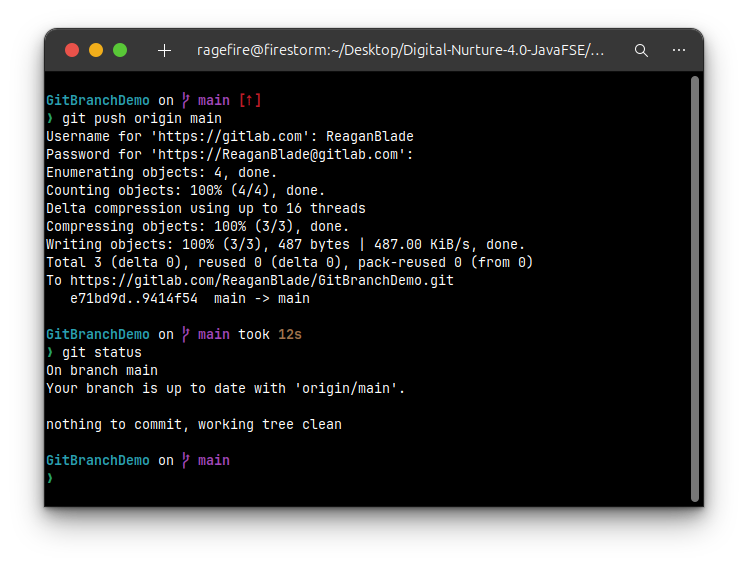 ragefire@firestorm:~/Desktop/Digital-Nurture-4.0-JavaFSE/...
GitBranchDemo on main [↑]
❯ git push origin main
Username for 'https://gitlab.com': ReaganBlade
Password for 'https://ReaganBlade@gitlab.com':
Enumerating objects: 4, done.
Counting objects: 100% (4/4), done.
Delta compression using up to 16 threads
Compressing objects: 100% (3/3), done.
Writing objects: 100% (3/3), 487 bytes | 487.00 KiB/s, done.
Total 3 (delta 0), reused 0 (delta 0), pack-reused 0 (from 0)
To https://gitlab.com/ReaganBlade/GitBranchDemo.git
   e71bd9d..9414f54  main -> main
GitBranchDemo on main took 12s
❯ git status
On branch main
Your branch is up to date with 'origin/main'.
nothing to commit, working tree clean
GitBranchDemo on main
❯